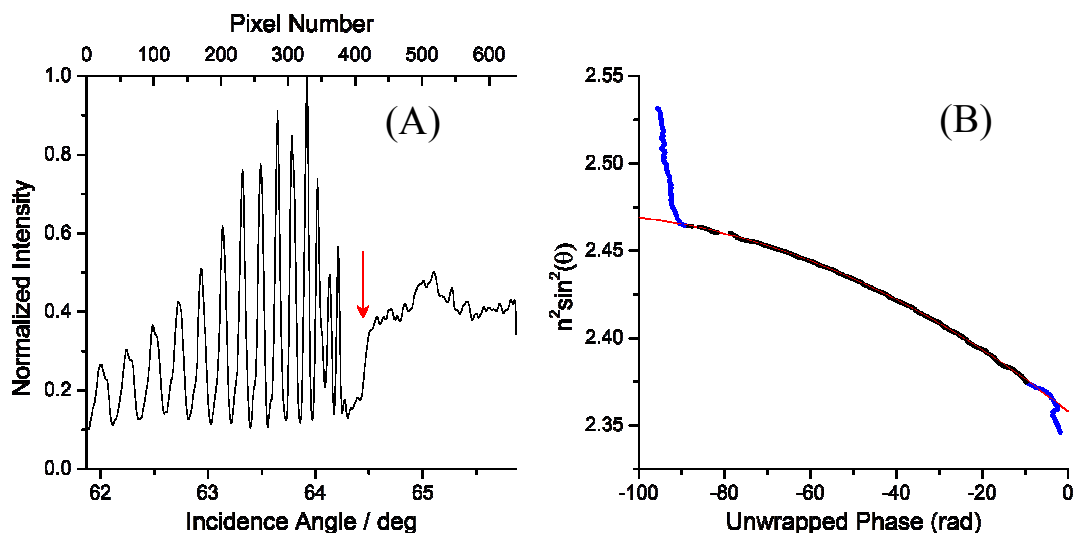 Pixel Number
0 100 200 300 400 500 600
1.0
0.8
0.6
0.4
0.2
0.0
Normalized Intensity
(A)
62 63 64 65
Incidence Angle / deg
2.55
2.50
2.45
2.40
2.35
n²sin²(θ)
(B)
-100 -80 -60 -40 -20 0
Unwrapped Phase (rad)